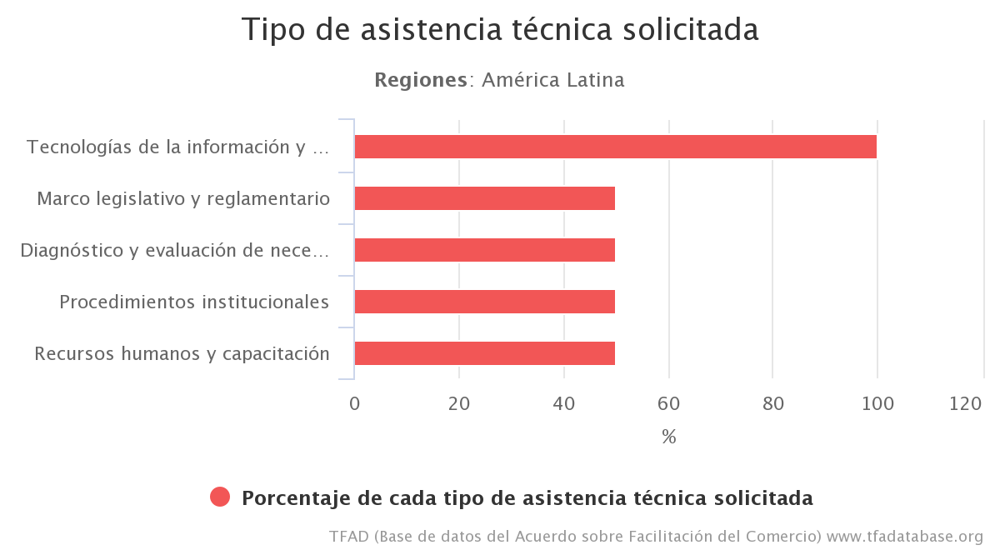 Tipo de asistencia técnica solicitada
Regiones: América Latina
Tecnologías de la información y ...
Marco legislativo y reglamentario
Diagnóstico y evaluación de nece...
Procedimientos institucionales
Recursos humanos y capacitación
0 20 40 60 80 100 120
%
Porcentaje de cada tipo de asistencia técnica solicitada
TFAD (Base de datos del Acuerdo sobre Facilitación del Comercio) www.tfadatabase.org